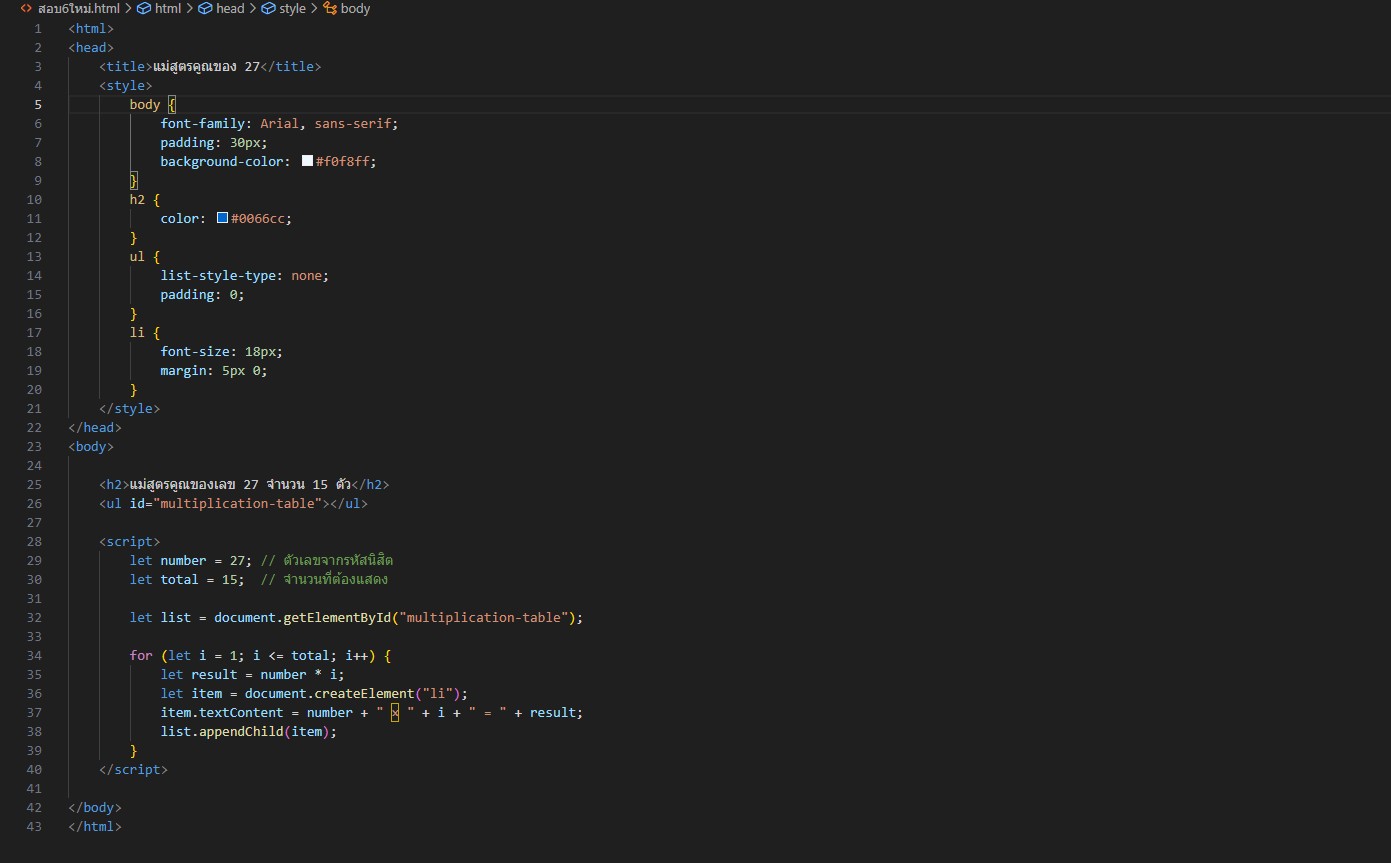 สอบ6ใหม่.html > html > head > style > body
1 <html>
2 <head>
3 <title>แม่สูตรคูณของ 27</title>
4 <style>
5 body {
6 font-family: Arial, sans-serif;
7 padding: 30px;
8 background-color: #f0f8ff;
9 }
10 h2 {
11 color: #0066cc;
12 }
13 ul {
14 list-style-type: none;
15 padding: 0;
16 }
17 li {
18 font-size: 18px;
19 margin: 5px 0;
20 }
21 </style>
22 </head>
23 <body>
24
25 <h2>แม่สูตรคูณของเลข 27 จำนวน 15 ตัว</h2>
26 <ul id="multiplication-table"></ul>
27
28 <script>
29 let number = 27; // ตัวเลขจากรหัสนิสิต
30 let total = 15;  // จำนวนที่ต้องแสดง
31
32 let list = document.getElementById("multiplication-table");
33
34 for (let i = 1; i <= total; i++) {
35 let result = number * i;
36 let item = document.createElement("li");
37 item.textContent = number + " × " + i + " = " + result;
38 list.appendChild(item);
39 }
40 </script>
41
42 </body>
43 </html>